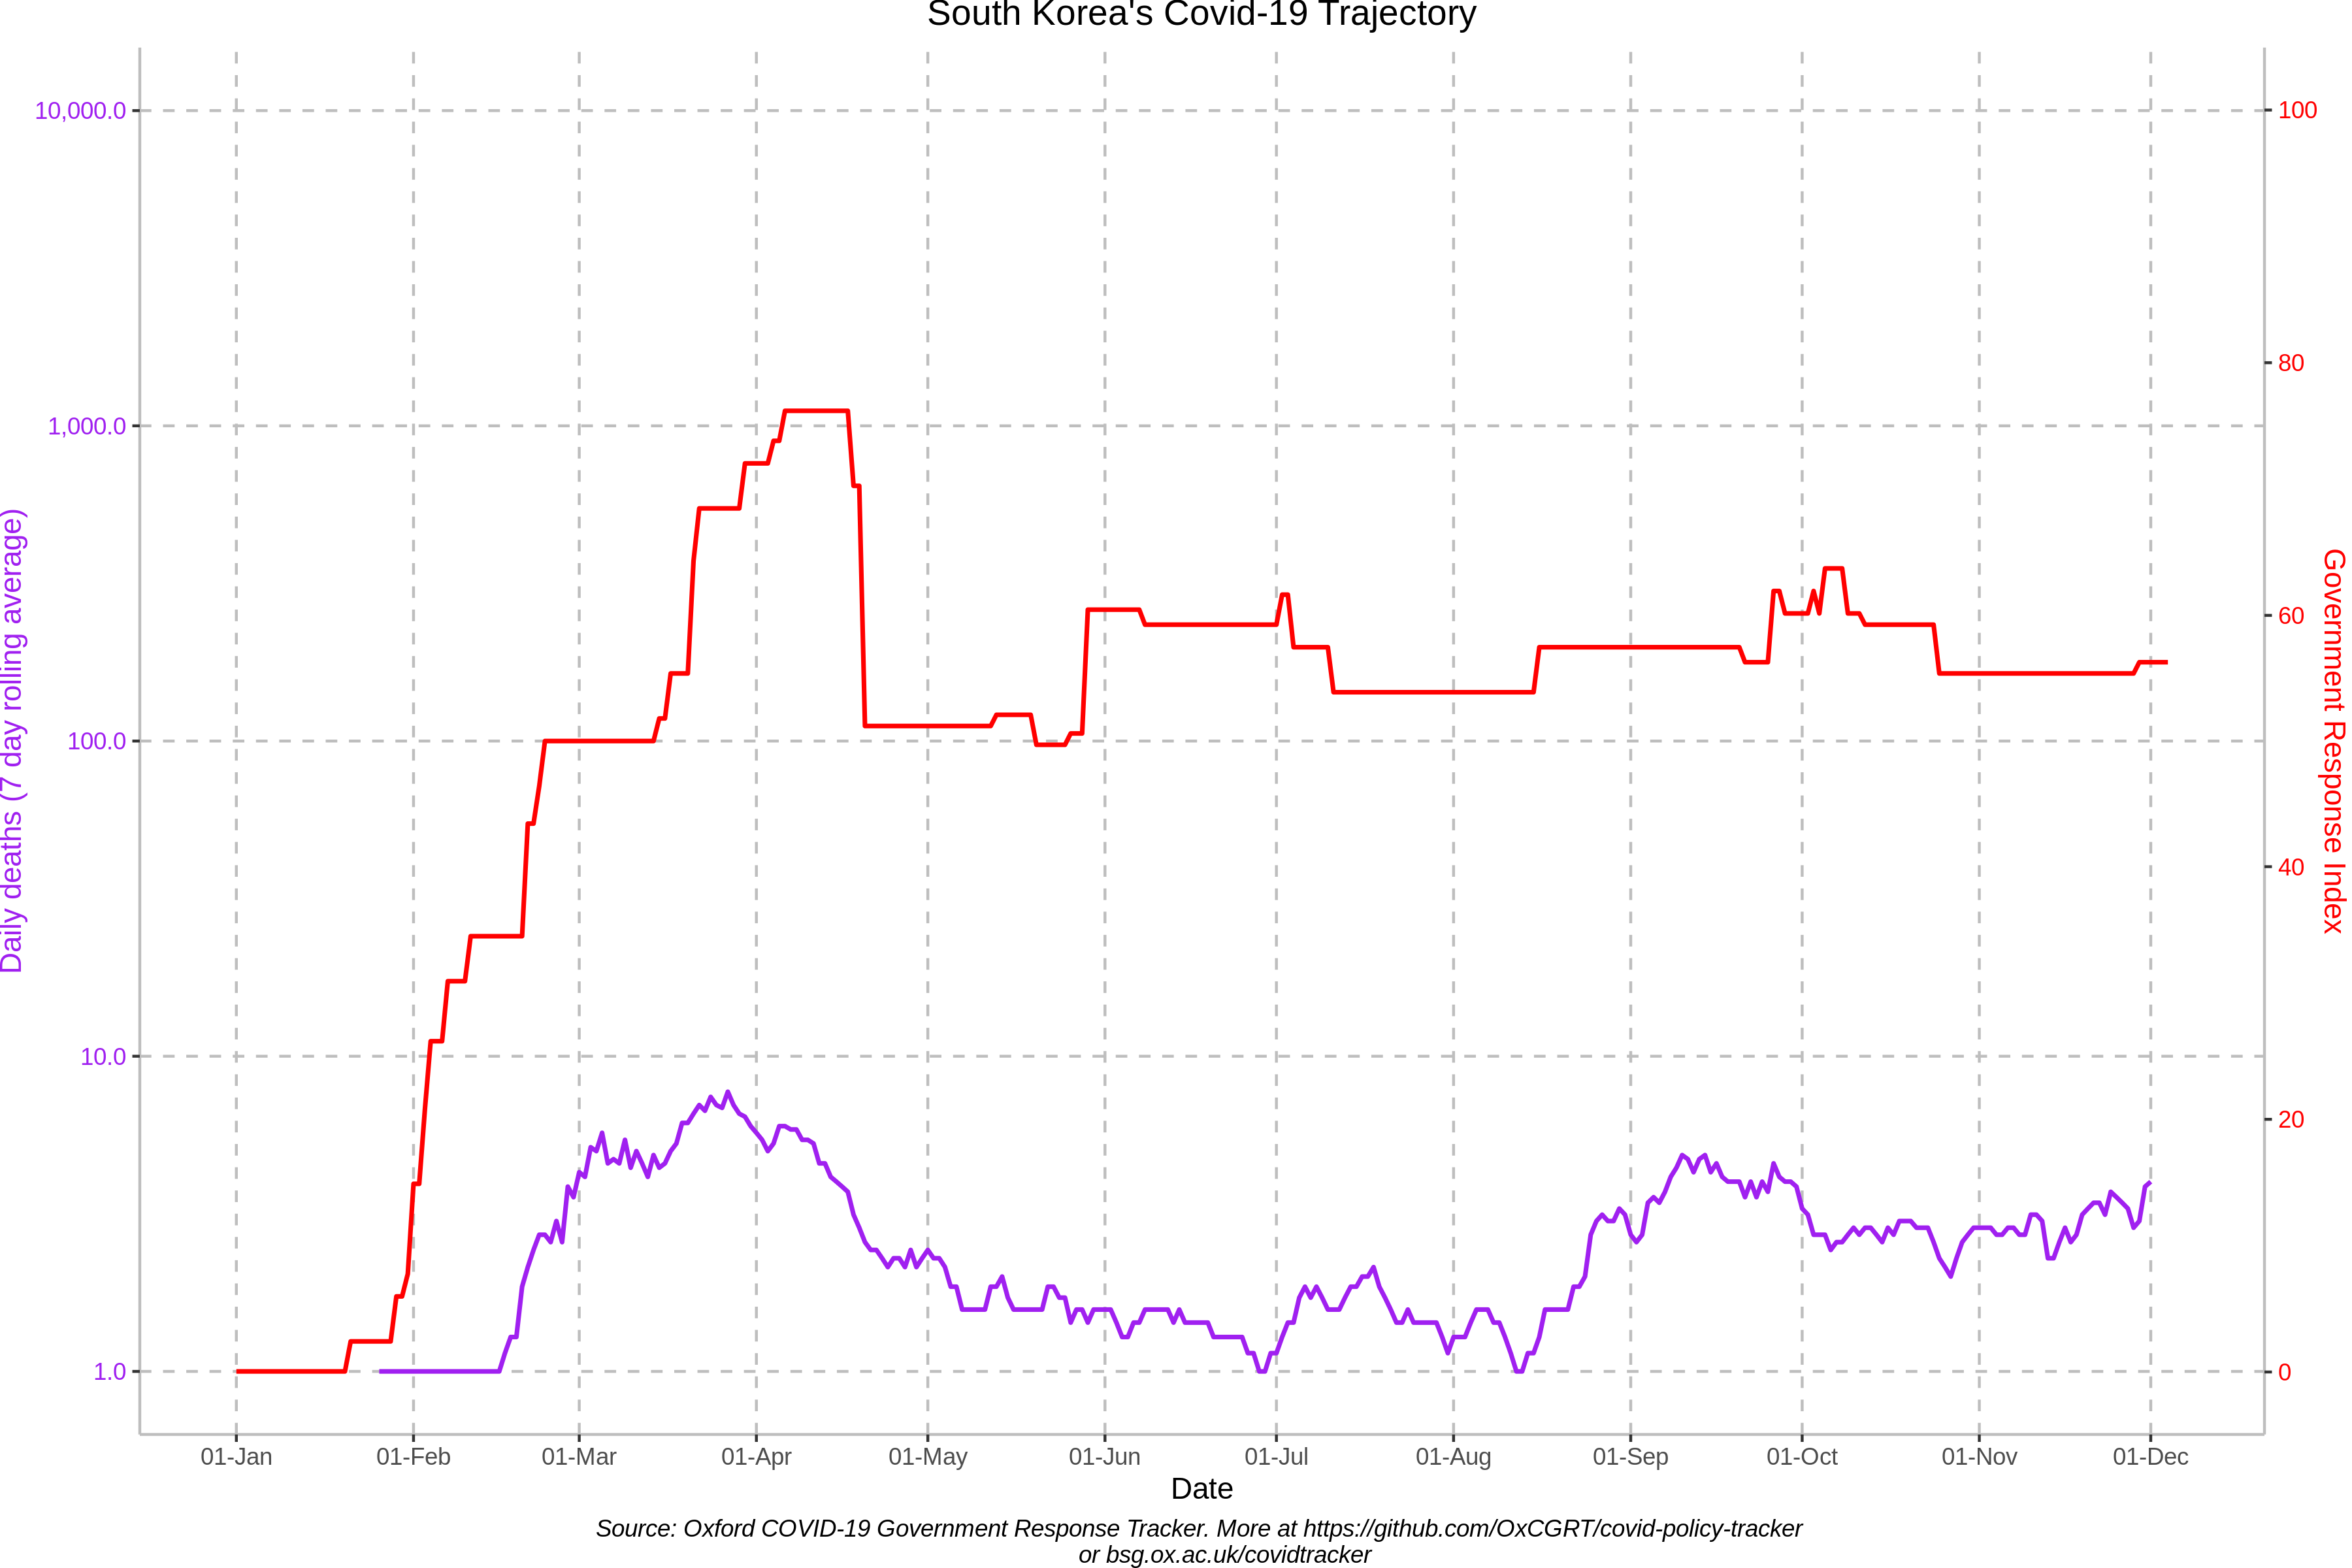 South Korea's Covid-19 Trajectory
10,000.0
1,000.0
100.0
10.0
1.0
Daily deaths (7 day rolling average)
100
80
60
40
20
0
Government Response Index
01-Jan
01-Feb
01-Mar
01-Apr
01-May
01-Jun
01-Jul
01-Aug
01-Sep
01-Oct
01-Nov
01-Dec
Date
Source: Oxford COVID-19 Government Response Tracker. More at https://github.com/OxCGRT/covid-policy-tracker
or bsg.ox.ac.uk/covidtracker